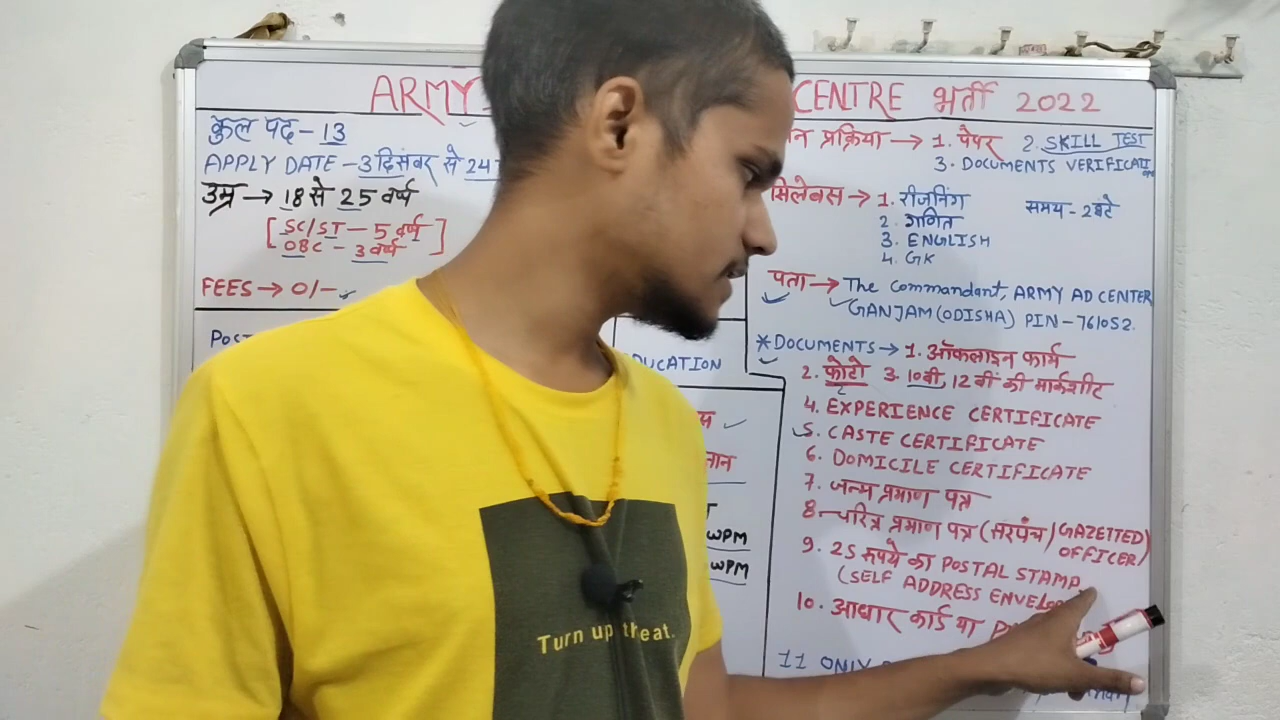 ARMY CENTRE भर्ती 2022
कुल पद - 13
APPLY DATE - 3 दिसंबर से 24
उम्र → 18 से 25 वर्ष
[SC/ST - 5 वर्ष
OBC - 3 वर्ष]
FEES → 0/-
POST
EDUCATION
WPM
WPM
प्रक्रिया → 1. पेपर 2. SKILL TEST
3. DOCUMENTS VERIFICATION
सिलेबस → 1. रीजनिंग
2. गणित
3. ENGLISH
4. GK
समय - 2 घंटे
पता → The Commandant, ARMY AD CENTER
GANJAM (ODISHA) PIN - 761052.
*DOCUMENTS → 1. ऑफलाइन फार्म
2. फोटो 3. 10वी, 12 वीं की मार्कशीट
4. EXPERIENCE CERTIFICATE
5. CASTE CERTIFICATE
6. DOMICILE CERTIFICATE
7. जन्म प्रमाण पत्र
8. चरित्र प्रमाण पत्र (सरपंच/GAZETTED OFFICER)
9. 25 रूपये का POSTAL STAMP
(SELF ADDRESS ENVELO
10. आधार कार्ड या
11 ONLY
Turn up the heat.